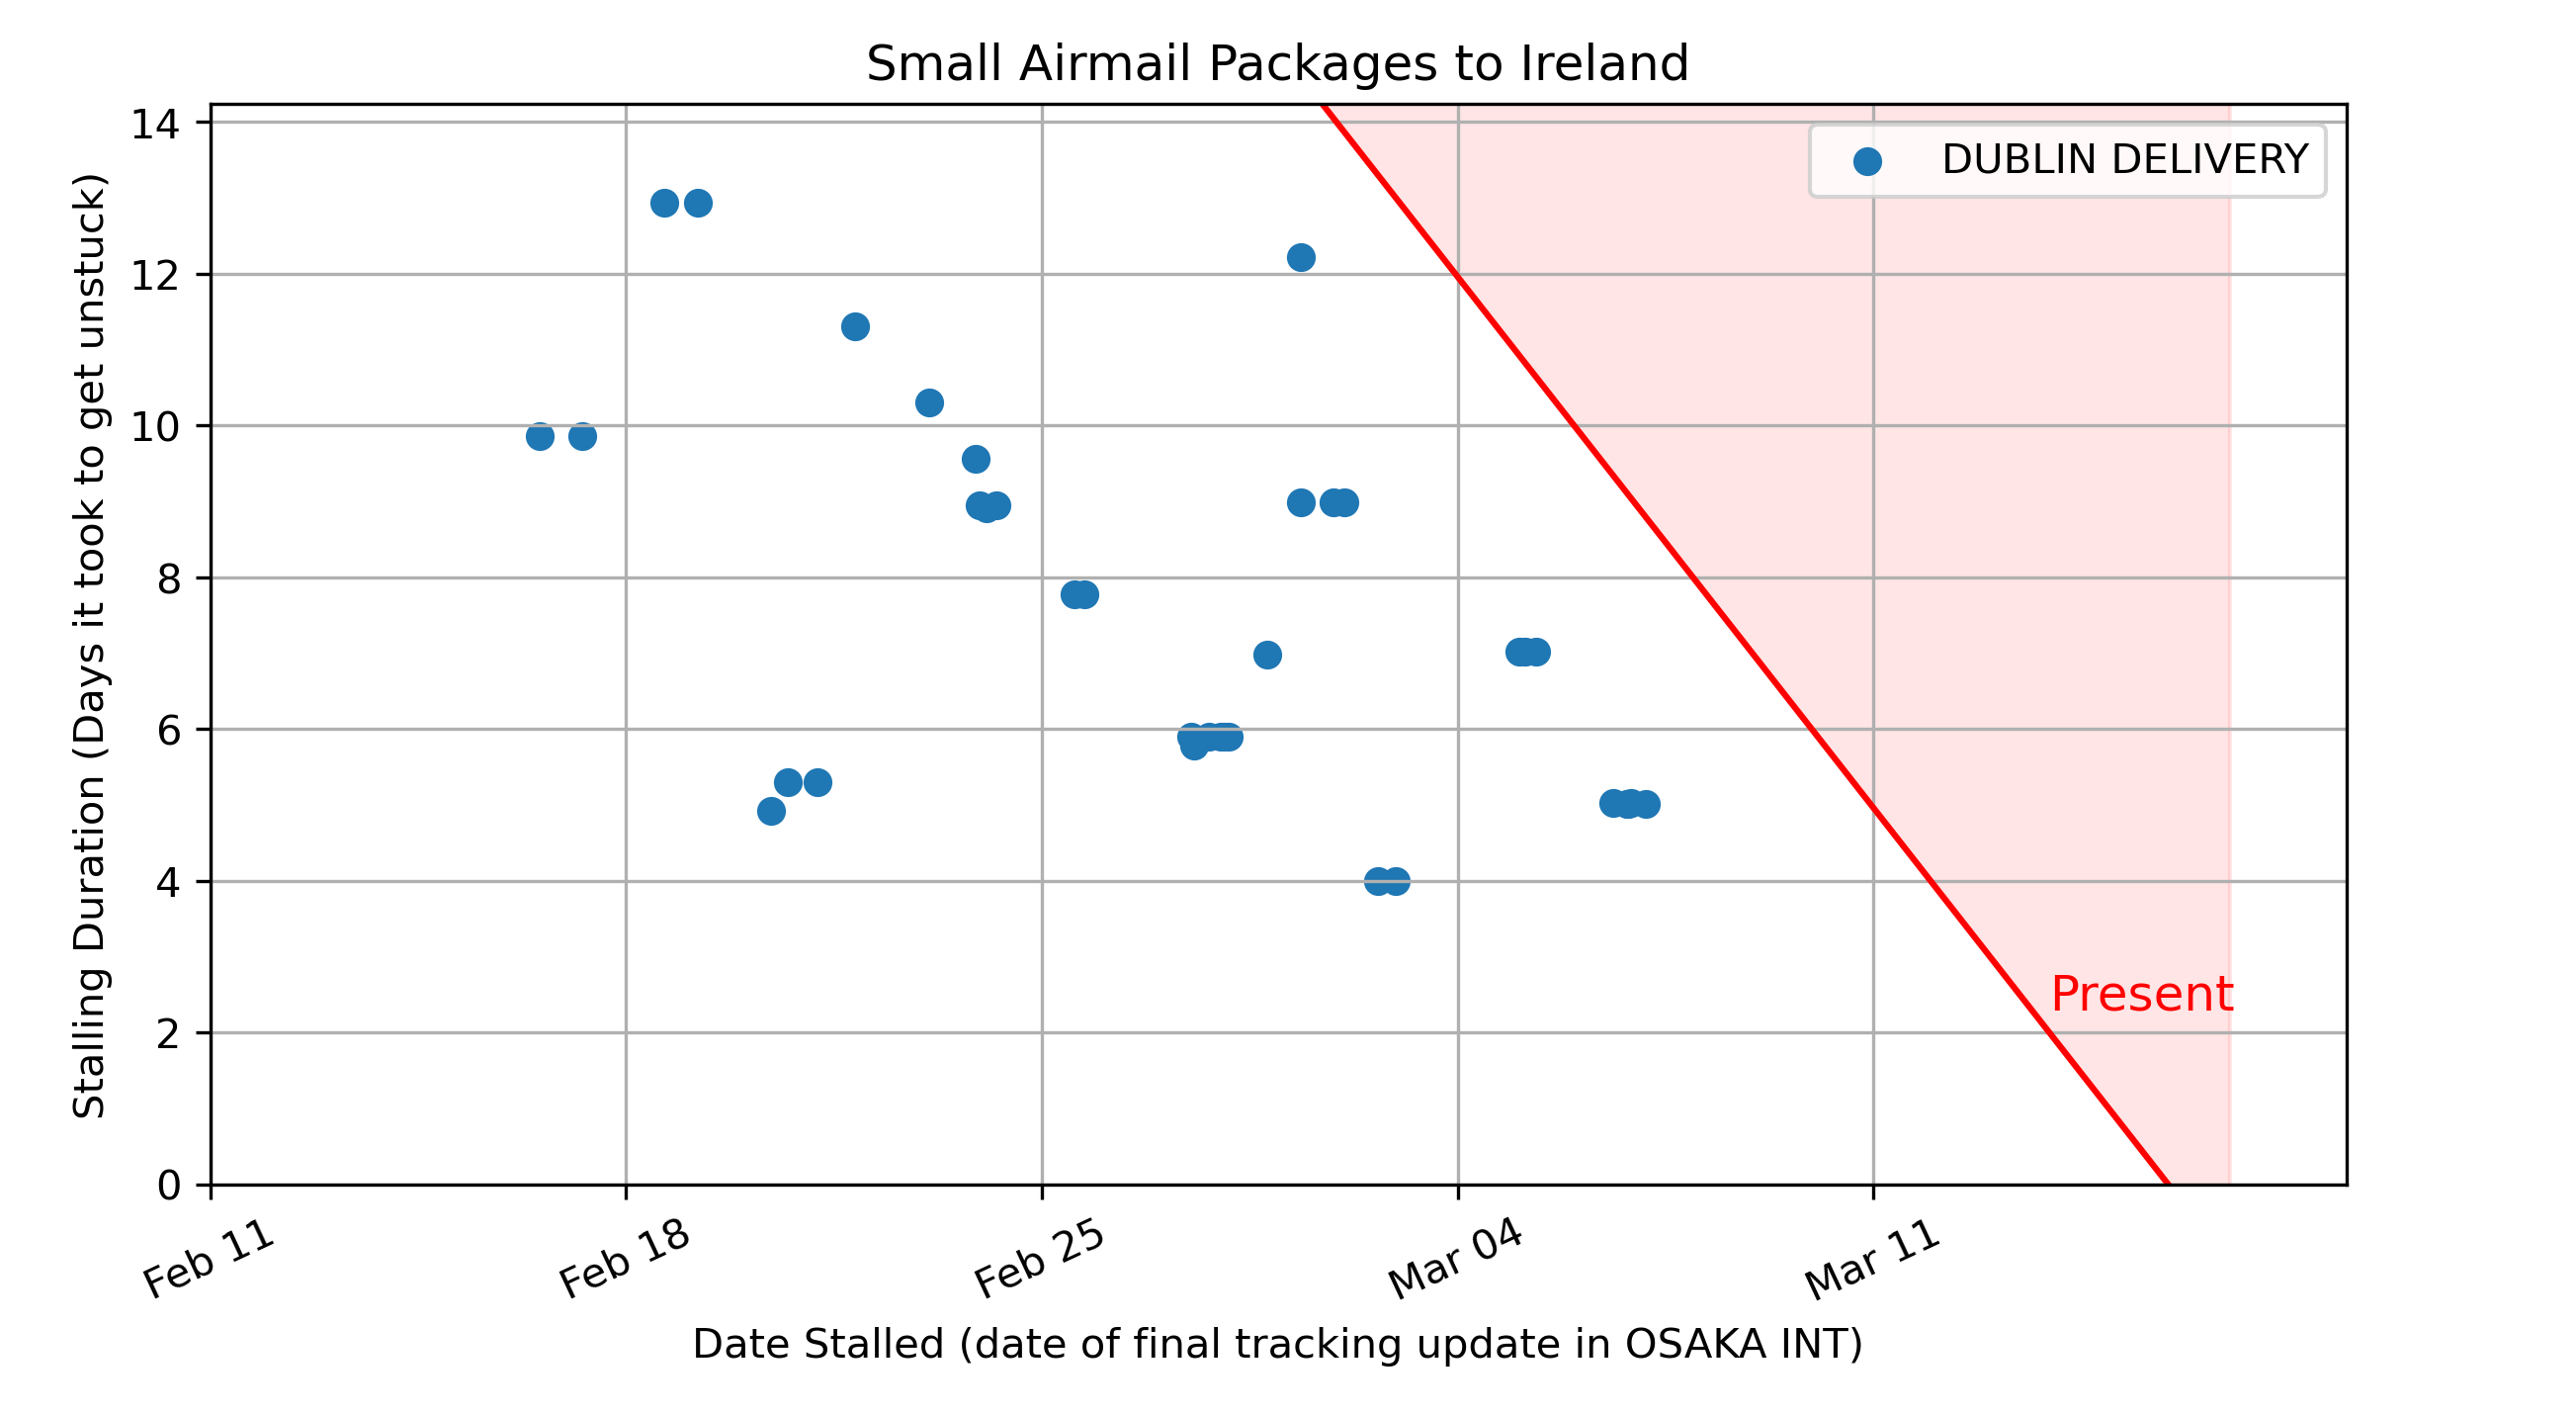 Small Airmail Packages to Ireland
Stalling Duration (Days it took to get unstuck)
14
12
10
8
6
4
2
0
DUBLIN DELIVERY
Present
Feb 11
Feb 18
Feb 25
Mar 04
Mar 11
Date Stalled (date of final tracking update in OSAKA INT)